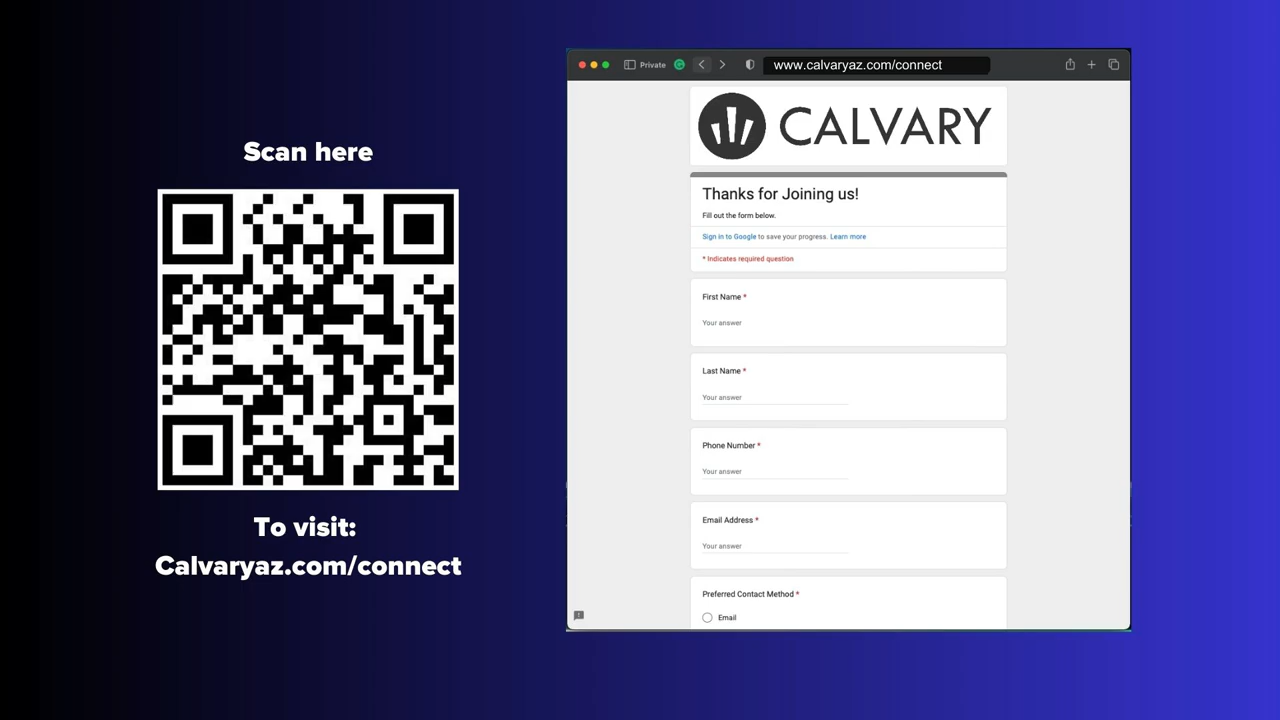 Scan here
To visit:
Calvaryaz.com/connect
Private
www.calvaryaz.com/connect
CALVARY
Thanks for Joining us!
Fill out the form below.
Sign in to Google to save your progress. Learn more
* Indicates required question
First Name *
Your answer
Last Name *
Your answer
Phone Number *
Your answer
Email Address *
Your answer
Preferred Contact Method *
Email